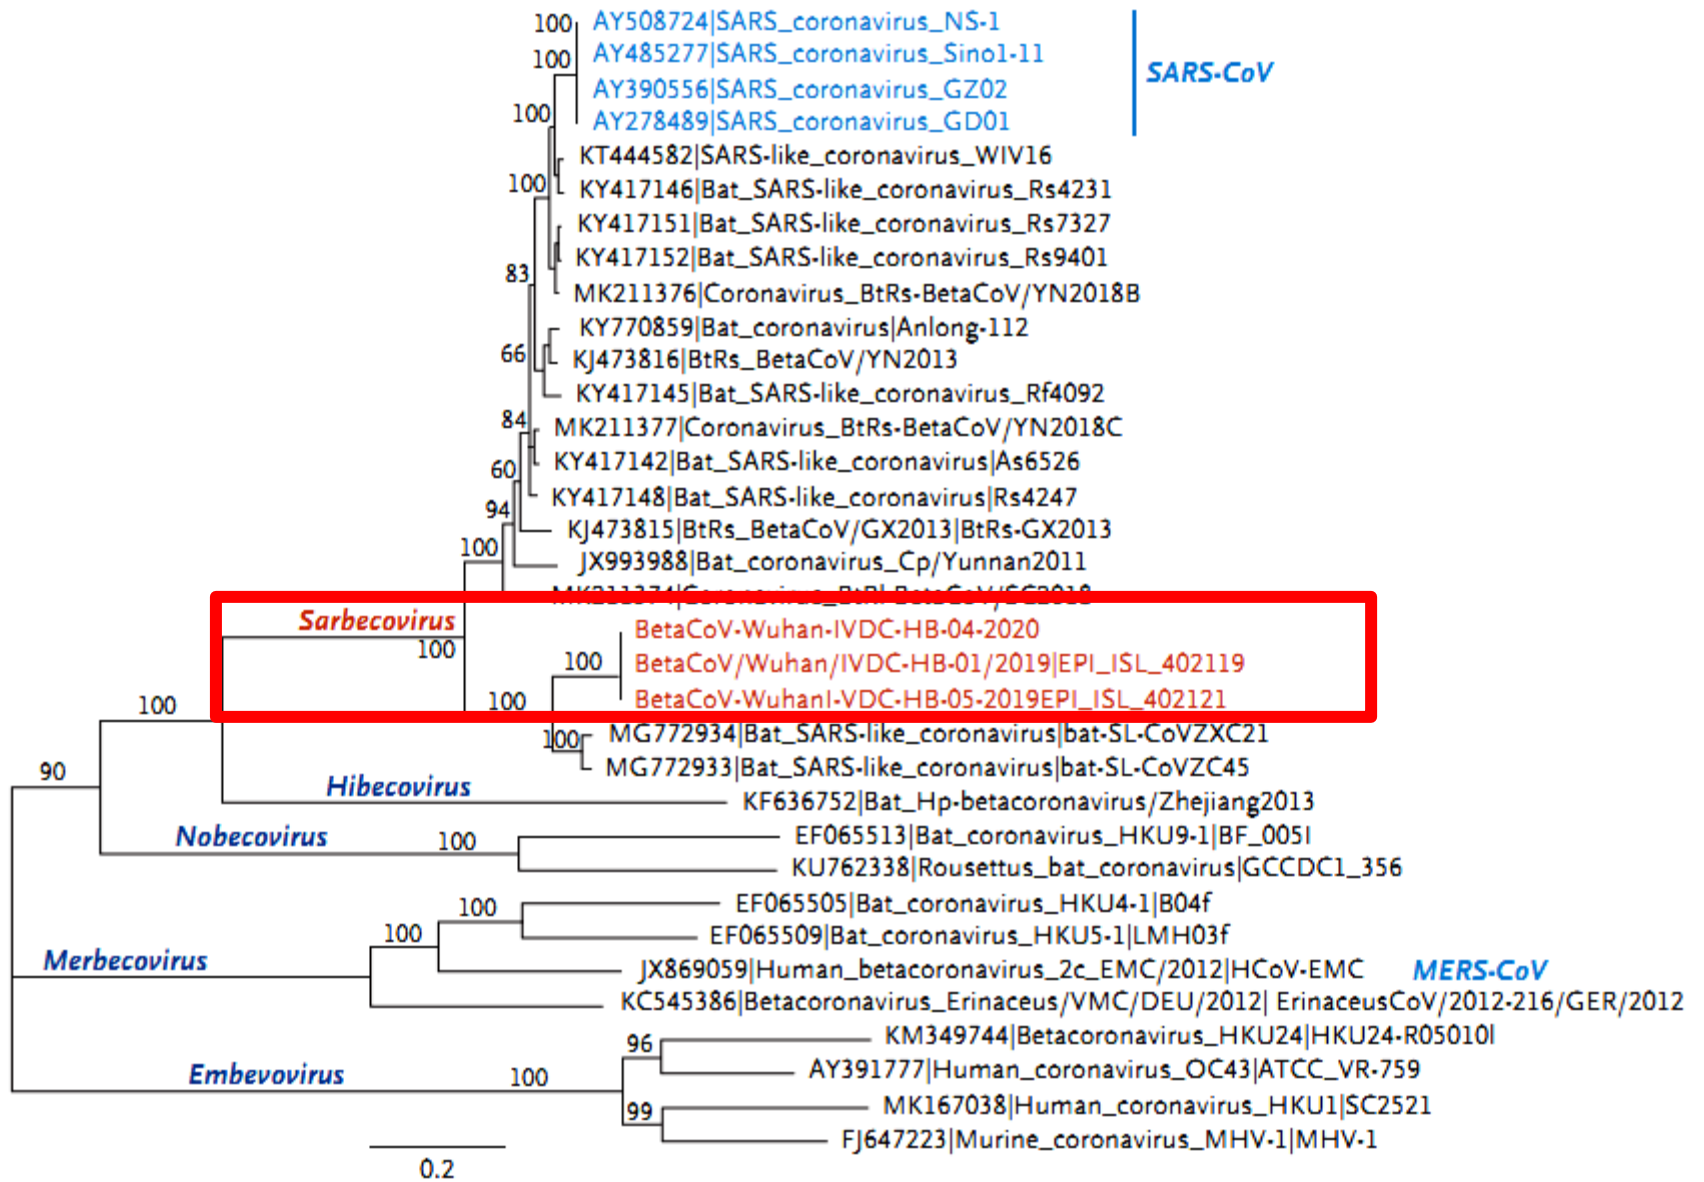 100 AY508724|SARS_coronavirus_NS-1
100 AY485277|SARS_coronavirus_Sino1-11
SARS-CoV
AY390556|SARS_coronavirus_GZ02
100 AY278489|SARS_coronavirus_GD01
KT444582|SARS-like_coronavirus_WIV16
100 KY417146|Bat_SARS-like_coronavirus_Rs4231
KY417151|Bat_SARS-like_coronavirus_Rs7327
KY417152|Bat_SARS-like_coronavirus_Rs9401
83
MK211376|Coronavirus_BtRs-BetaCoV/YN2018B
KY770859|Bat_coronavirus|Anlong-112
66 KJ473816|BtRs_BetaCoV/YN2013
KY417145|Bat_SARS-like_coronavirus_Rf4092
84 MK211377|Coronavirus_BtRs-BetaCoV/YN2018C
60 KY417142|Bat_SARS-like_coronavirus|As6526
KY417148|Bat_SARS-like_coronavirus|Rs4247
94
KJ473815|BtRs_BetaCoV/GX2013|BtRs-GX2013
100 JX993988|Bat_coronavirus_Cp/Yunnan2011
Sarbecovirus BetaCoV-Wuhan-IVDC-HB-04-2020
100 100 BetaCoV/Wuhan/IVDC-HB-01/2019|EPI_ISL_402119
100 100 BetaCoV-WuhanI-VDC-HB-05-2019EPI_ISL_402121
100 MG772934|Bat_SARS-like_coronavirus|bat-SL-CoVZXC21
90 MG772933|Bat_SARS-like_coronavirus|bat-SL-CoVZC45
Hibecovirus KF636752|Bat_Hp-betacoronavirus/Zhejiang2013
Nobecovirus 100 EF065513|Bat_coronavirus_HKU9-1|BF_005I
KU762338|Rousettus_bat_coronavirus|GCCDC1_356
100 EF065505|Bat_coronavirus_HKU4-1|B04f
100 EF065509|Bat_coronavirus_HKU5-1|LMH03f
Merbecovirus JX869059|Human_betacoronavirus_2c_EMC/2012|HCoV-EMC MERS-CoV
KC545386|Betacoronavirus_Erinaceus/VMC/DEU/2012| ErinaceusCoV/2012-216/GER/2012
96 KM349744|Betacoronavirus_HKU24|HKU24-R05010I
Embevovirus 100 AY391777|Human_coronavirus_OC43|ATCC_VR-759
99 MK167038|Human_coronavirus_HKU1|SC2521
FJ647223|Murine_coronavirus_MHV-1|MHV-1
0.2